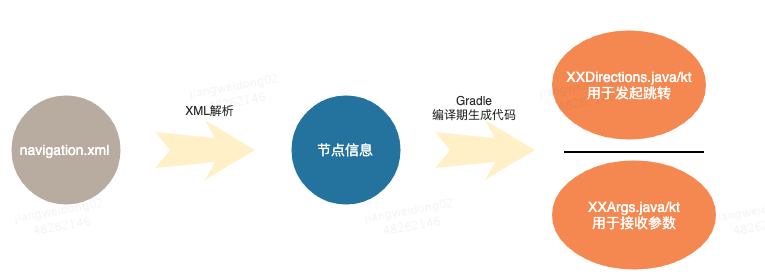 jiangweidong02
48262146
XXDirections.java/kt
用于发起跳转
XML解析
Gradle
编译期生成代码
navigation.xml
节点信息
XXArgs.java/kt
用于接收参数
jiangweidong02
48262146
jiangweidong02
48262146